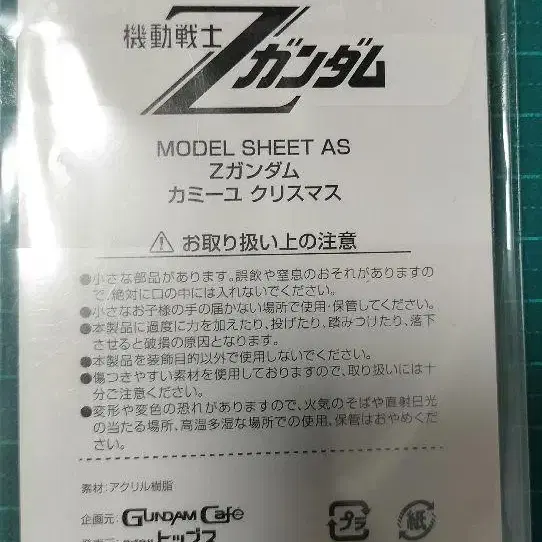 機動戦士
Zガンダム
MODEL SHEET AS
Zガンダム
カミーユ クリスマス
⚠ お取り扱い上の注意
●小さな部品があります。誤飲や窒息のおそれがありますの
で、絶対に口の中には入れないでください。
●小さなお子様の手の届かない場所で使用・保管してください。
●本製品に過度に力を加えたり、投げたり、踏みつけたり、落下
させると破損の原因となります。
●本製品を装飾目的以外で使用しないでください。
●傷つきやすい素材を使用しておりますので、取り扱いには十
分ご注意ください。
●変形や変色の恐れがありますので、火気のそばや直射日光
の当たる場所、高温多湿な場所での使用、保管はおやめくだ
さい。
素材:アクリル樹脂
企画元: GUNDAM Cafe
プラ
紙
トップス